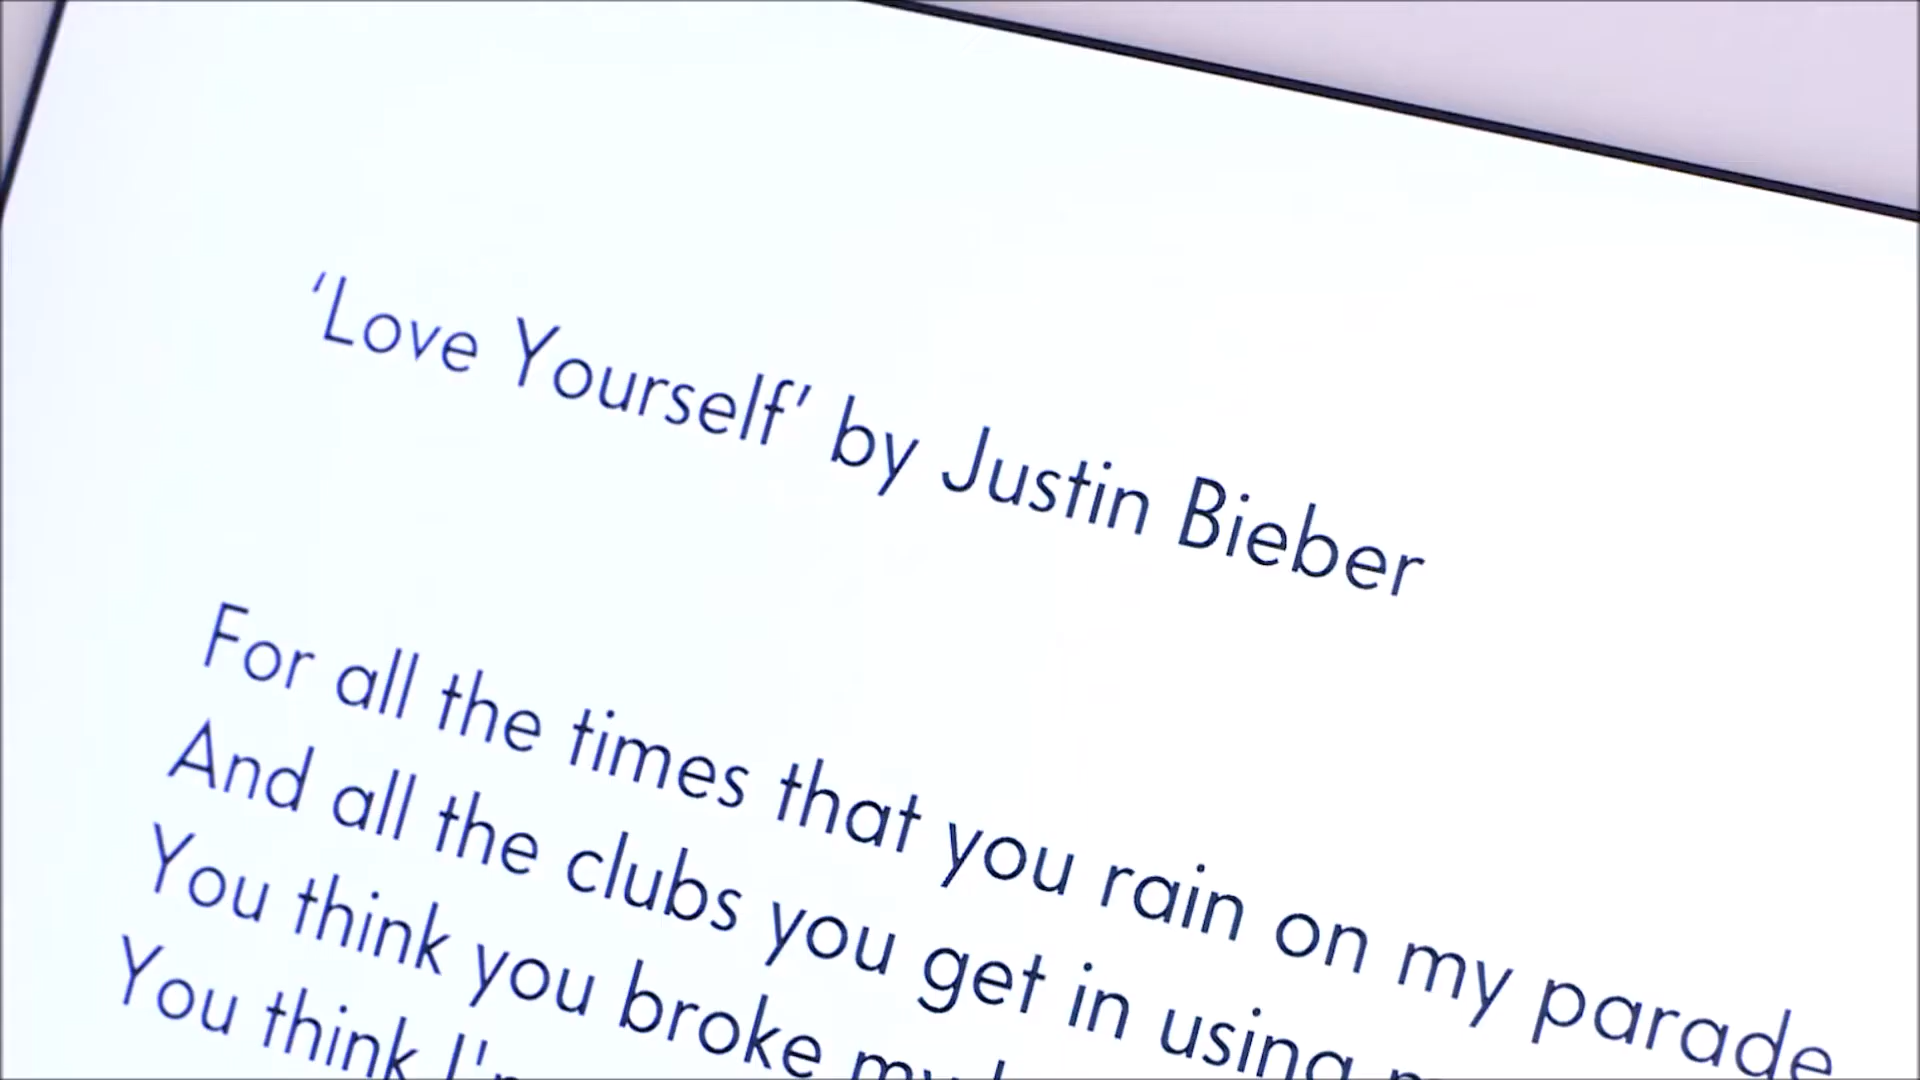 ‘Love Yourself’ by Justin Bieber
For all the times that you rain on my parade
And all the clubs you get in using
You think you broke my
You think I'm